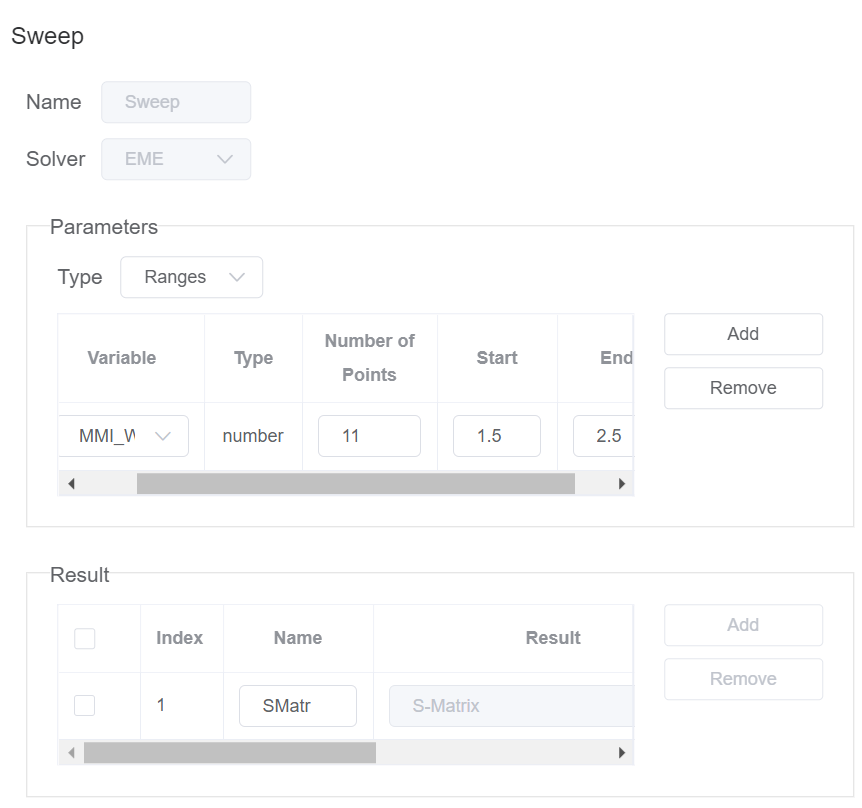 Sweep
Name Sweep
Solver EME
Parameters
Type Ranges
Variable Type Number of Points Start End
MMI_W number 11 1.5 2.5
Add
Remove
Result
Index Name Result
1 SMatr S-Matrix
Add
Remove